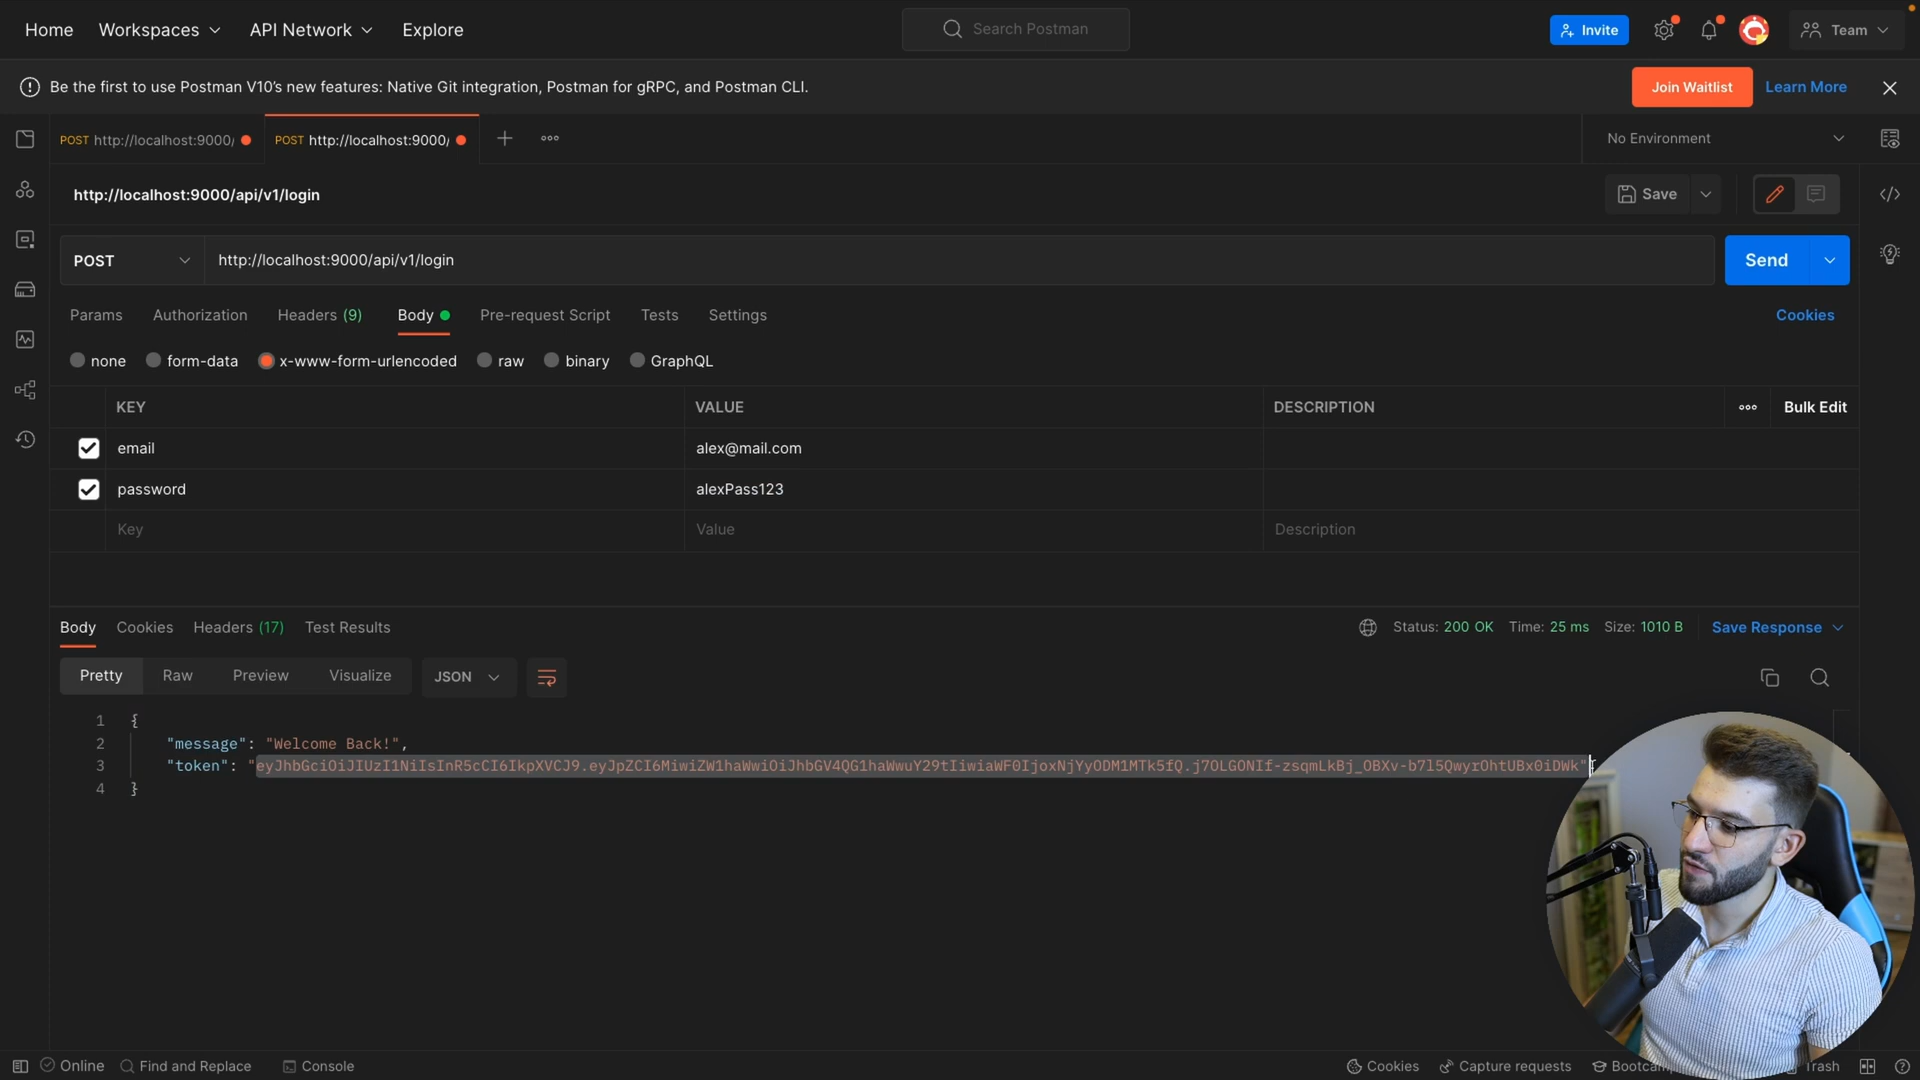 Home Workspaces API Network Explore Search Postman Invite Team
Be the first to use Postman V10's new features: Native Git integration, Postman for gRPC, and Postman CLI. Join Waitlist Learn More
POST http://localhost:9000/ POST http://localhost:9000/ No Environment
http://localhost:9000/api/v1/login Save
POST http://localhost:9000/api/v1/login Send
Params Authorization Headers (9) Body Pre-request Script Tests Settings Cookies
none form-data x-www-form-urlencoded raw binary GraphQL
KEY VALUE DESCRIPTION Bulk Edit
email alex@mail.com
password alexPass123
Key Value Description
Body Cookies Headers (17) Test Results Status: 200 OK Time: 25 ms Size: 1010 B Save Response
Pretty Raw Preview Visualize JSON
1 {
2 "message": "Welcome Back!",
3 "token": "eyJhbGciOiJIUzI1NiIsInR5cCI6IkpXVCJ9.eyJpZCI6MiwiZW1haWwiOiJhbGV4QG1haWwuY29tIiwiaWF0IjoxNjYyODM1MTk5fQ.j7OLGONIf-zsqmLkBj_OBXv-b7l5QwyrOhtUBx0iDWk"
4 }
Online Find and Replace Console Cookies Capture requests Bootcam Trash